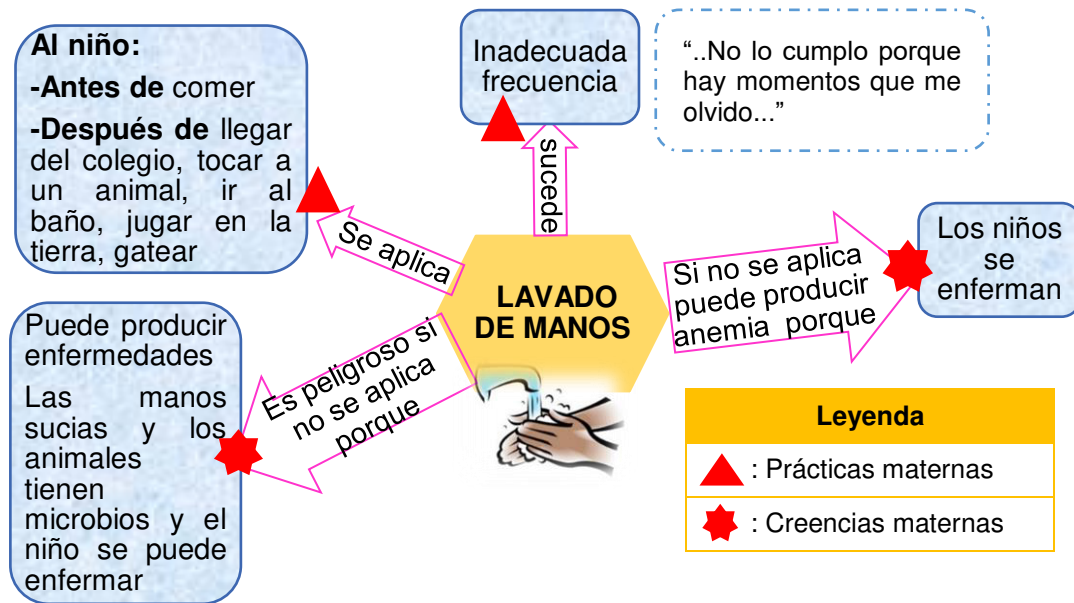 Al niño:
-Antes de comer
-Después de llegar
del colegio, tocar a
un animal, ir al
baño, jugar en la
tierra, gatear
Inadecuada
frecuencia
“..No lo cumplo porque
hay momentos que me
olvido...”
sucede
Se aplica
LAVADO
DE MANOS
Si no se aplica
puede producir
anemia porque
Los niños
se
enferman
Puede producir
enfermedades
Las manos
sucias y los
animales
tienen
microbios y el
niño se puede
enfermar
Es peligroso si
no se aplica
porque
Leyenda
: Prácticas maternas
: Creencias maternas